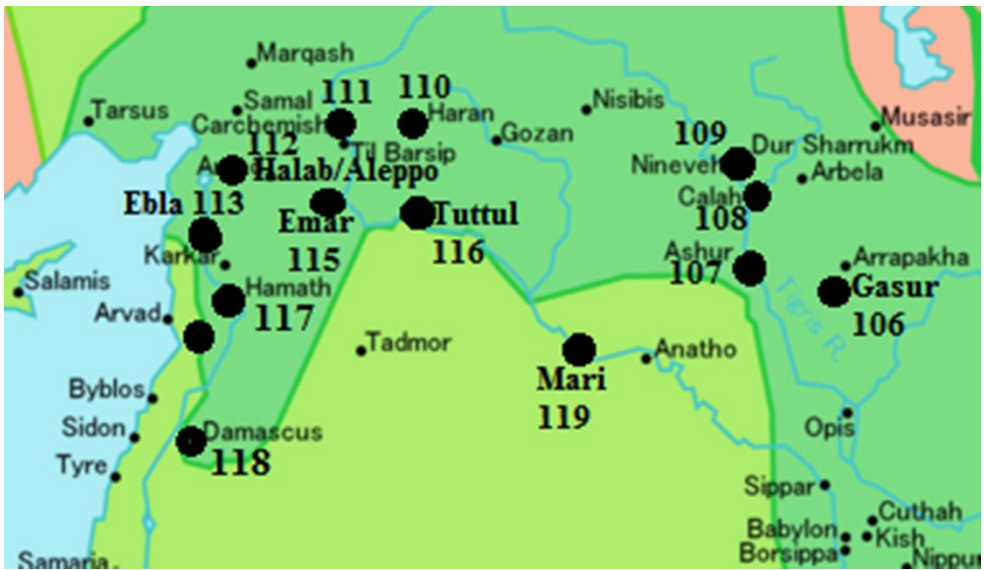 Marqash
Tarsus
Samal
111
110
Nisibis
Carchemish
Haran
Musasir
112
Til Barsip
Gozan
109
Dur Sharrukm
Halab/Aleppo
Nineveh
Arbela
Ebla 113
Emar
Tuttul
Calah
108
115
116
Karkar
Ashur
107
Arrapakha
Salamis
Hamath
Gasur
Arvad
117
106
Tigris R.
Tadmor
Anatho
Mari
Byblos
119
Sidon
Damascus
Opis
Tyre
118
Sippar
Cuthah
Babylon
Kish
Borsippa
Nippur
Samaria